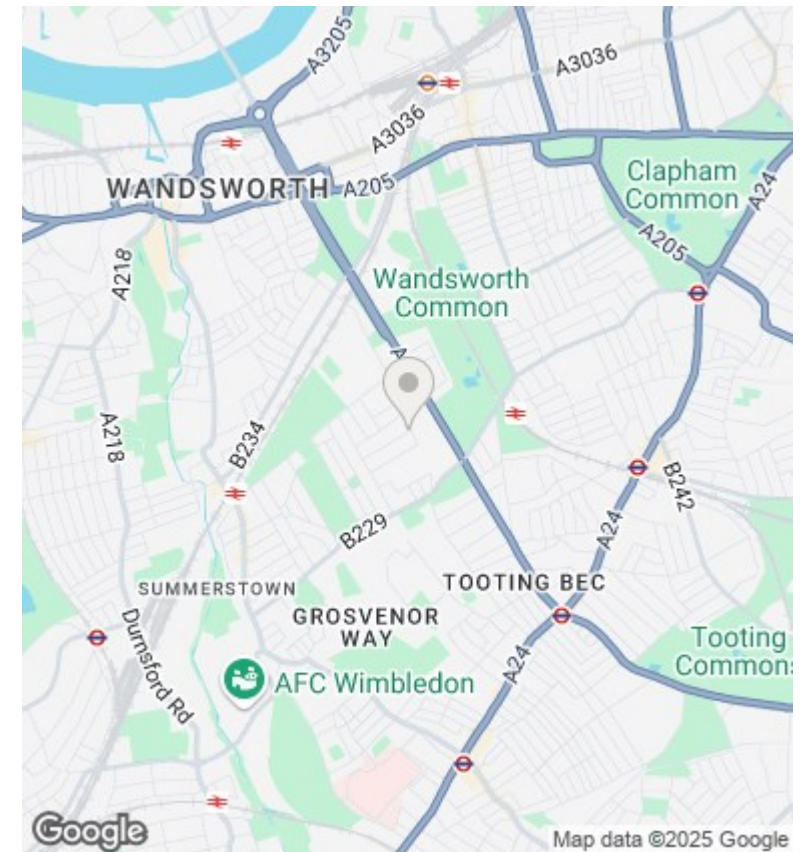 A3205
A3036
A3036
WANDSWORTH
A205
Clapham
Common
A24
A205
A218
Wandsworth
Common
A
A218
B234
B242
B229
A24
SUMMERSTOWN
TOOTING BEC
GROSVENOR
WAY
Durnsford Rd
Tooting
Commons
A24
AFC Wimbledon
Google
Map data ©2025 Google